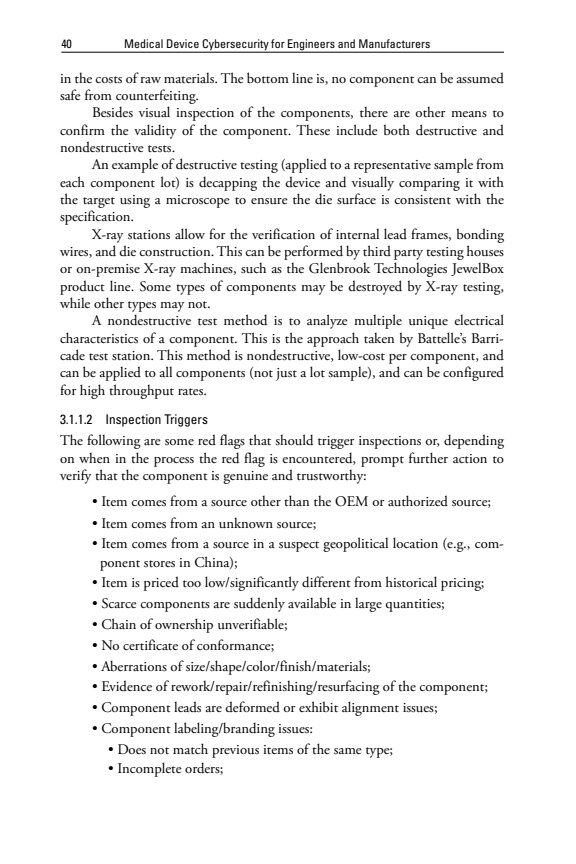 40 Medical Device Cybersecurity for Engineers and Manufacturers
in the costs of raw materials. The bottom line is, no component can be assumed
safe from counterfeiting.
Besides visual inspection of the components, there are other means to
confirm the validity of the component. These include both destructive and
nondestructive tests.
An example of destructive testing (applied to a representative sample from
each component lot) is decapping the device and visually comparing it with
the target using a microscope to ensure the die surface is consistent with the
specification.
X-ray stations allow for the verification of internal lead frames, bonding
wires, and die construction. This can be performed by third party testing houses
or on-premise X-ray machines, such as the Glenbrook Technologies JewelBox
product line. Some types of components may be destroyed by X-ray testing,
while other types may not.
A nondestructive test method is to analyze multiple unique electrical
characteristics of a component. This is the approach taken by Battelle’s Barri-
cade test station. This method is nondestructive, low-cost per component, and
can be applied to all components (not just a lot sample), and can be configured
for high throughput rates.
3.1.1.2 Inspection Triggers
The following are some red flags that should trigger inspections or, depending
on when in the process the red flag is encountered, prompt further action to
verify that the component is genuine and trustworthy:
• Item comes from a source other than the OEM or authorized source;
• Item comes from an unknown source;
• Item comes from a source in a suspect geopolitical location (e.g., com-
ponent stores in China);
• Item is priced too low/significantly different from historical pricing;
• Scarce components are suddenly available in large quantities;
• Chain of ownership unverifiable;
• No certificate of conformance;
• Aberrations of size/shape/color/finish/materials;
• Evidence of rework/repair/refinishing/resurfacing of the component;
• Component leads are deformed or exhibit alignment issues;
• Component labeling/branding issues:
• Does not match previous items of the same type;
• Incomplete orders;